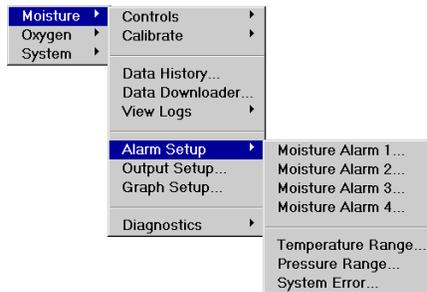 Moisture
Oxygen
System
Controls
Calibrate
Data History...
Data Downloader...
View Logs
Alarm Setup
Output Setup...
Graph Setup...
Diagnostics
Moisture Alarm 1...
Moisture Alarm 2...
Moisture Alarm 3...
Moisture Alarm 4...
Temperature Range...
Pressure Range...
System Error...